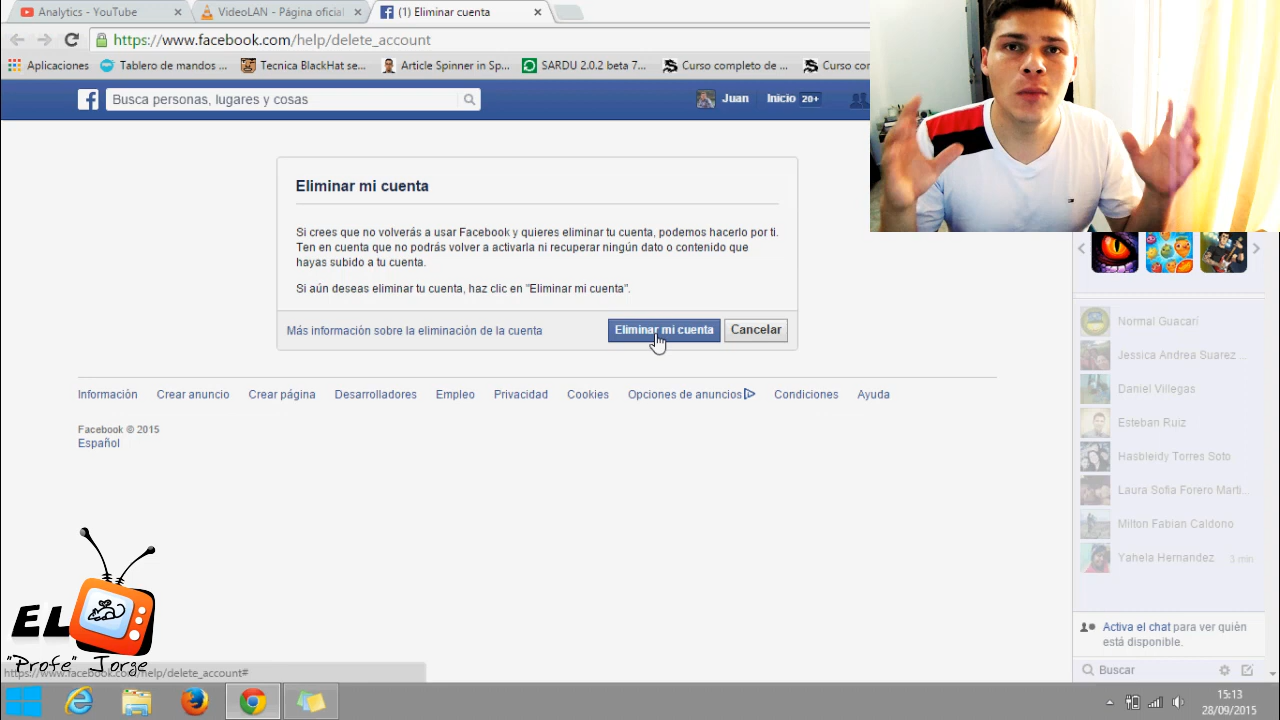 Analytics - YouTube
VideoLAN - Página oficial
(1) Eliminar mi cuenta
https://www.facebook.com/help/delete_account
Aplicaciones
Tablero de mandos ...
Tecnica BlackHat se...
Article Spinner in Sp...
SARDU 2.0.2 beta 7...
Curso completo de ...
Curso com
Busca personas, lugares y cosas
Juan
Inicio 20+
Eliminar mi cuenta
Si crees que no volverás a usar Facebook y quieres eliminar tu cuenta, podemos hacerlo por ti.
Ten en cuenta que no podrás volver a activarla ni recuperar ningún dato o contenido que
hayas subido a tu cuenta.
Si aún deseas eliminar tu cuenta, haz clic en "Eliminar mi cuenta".
Más información sobre la eliminación de la cuenta
Eliminar mi cuenta
Cancelar
Información
Crear anuncio
Crear página
Desarrolladores
Empleo
Privacidad
Cookies
Opciones de anuncios
Condiciones
Ayuda
Facebook © 2015
Español
Normal Guacarí
Jessica Andrea Suarez ...
Daniel Villegas
Esteban Ruiz
Hasbleidy Torres Soto
Laura Sofia Forero Marti...
Milton Fabian Caldono
Yahela Hernandez
3 min
Activa el chat para ver quièn
está disponible.
Buscar
EL
"Profe" Jorge
https://www.facebook.com/help/delete_account#
15:13
28/09/2015